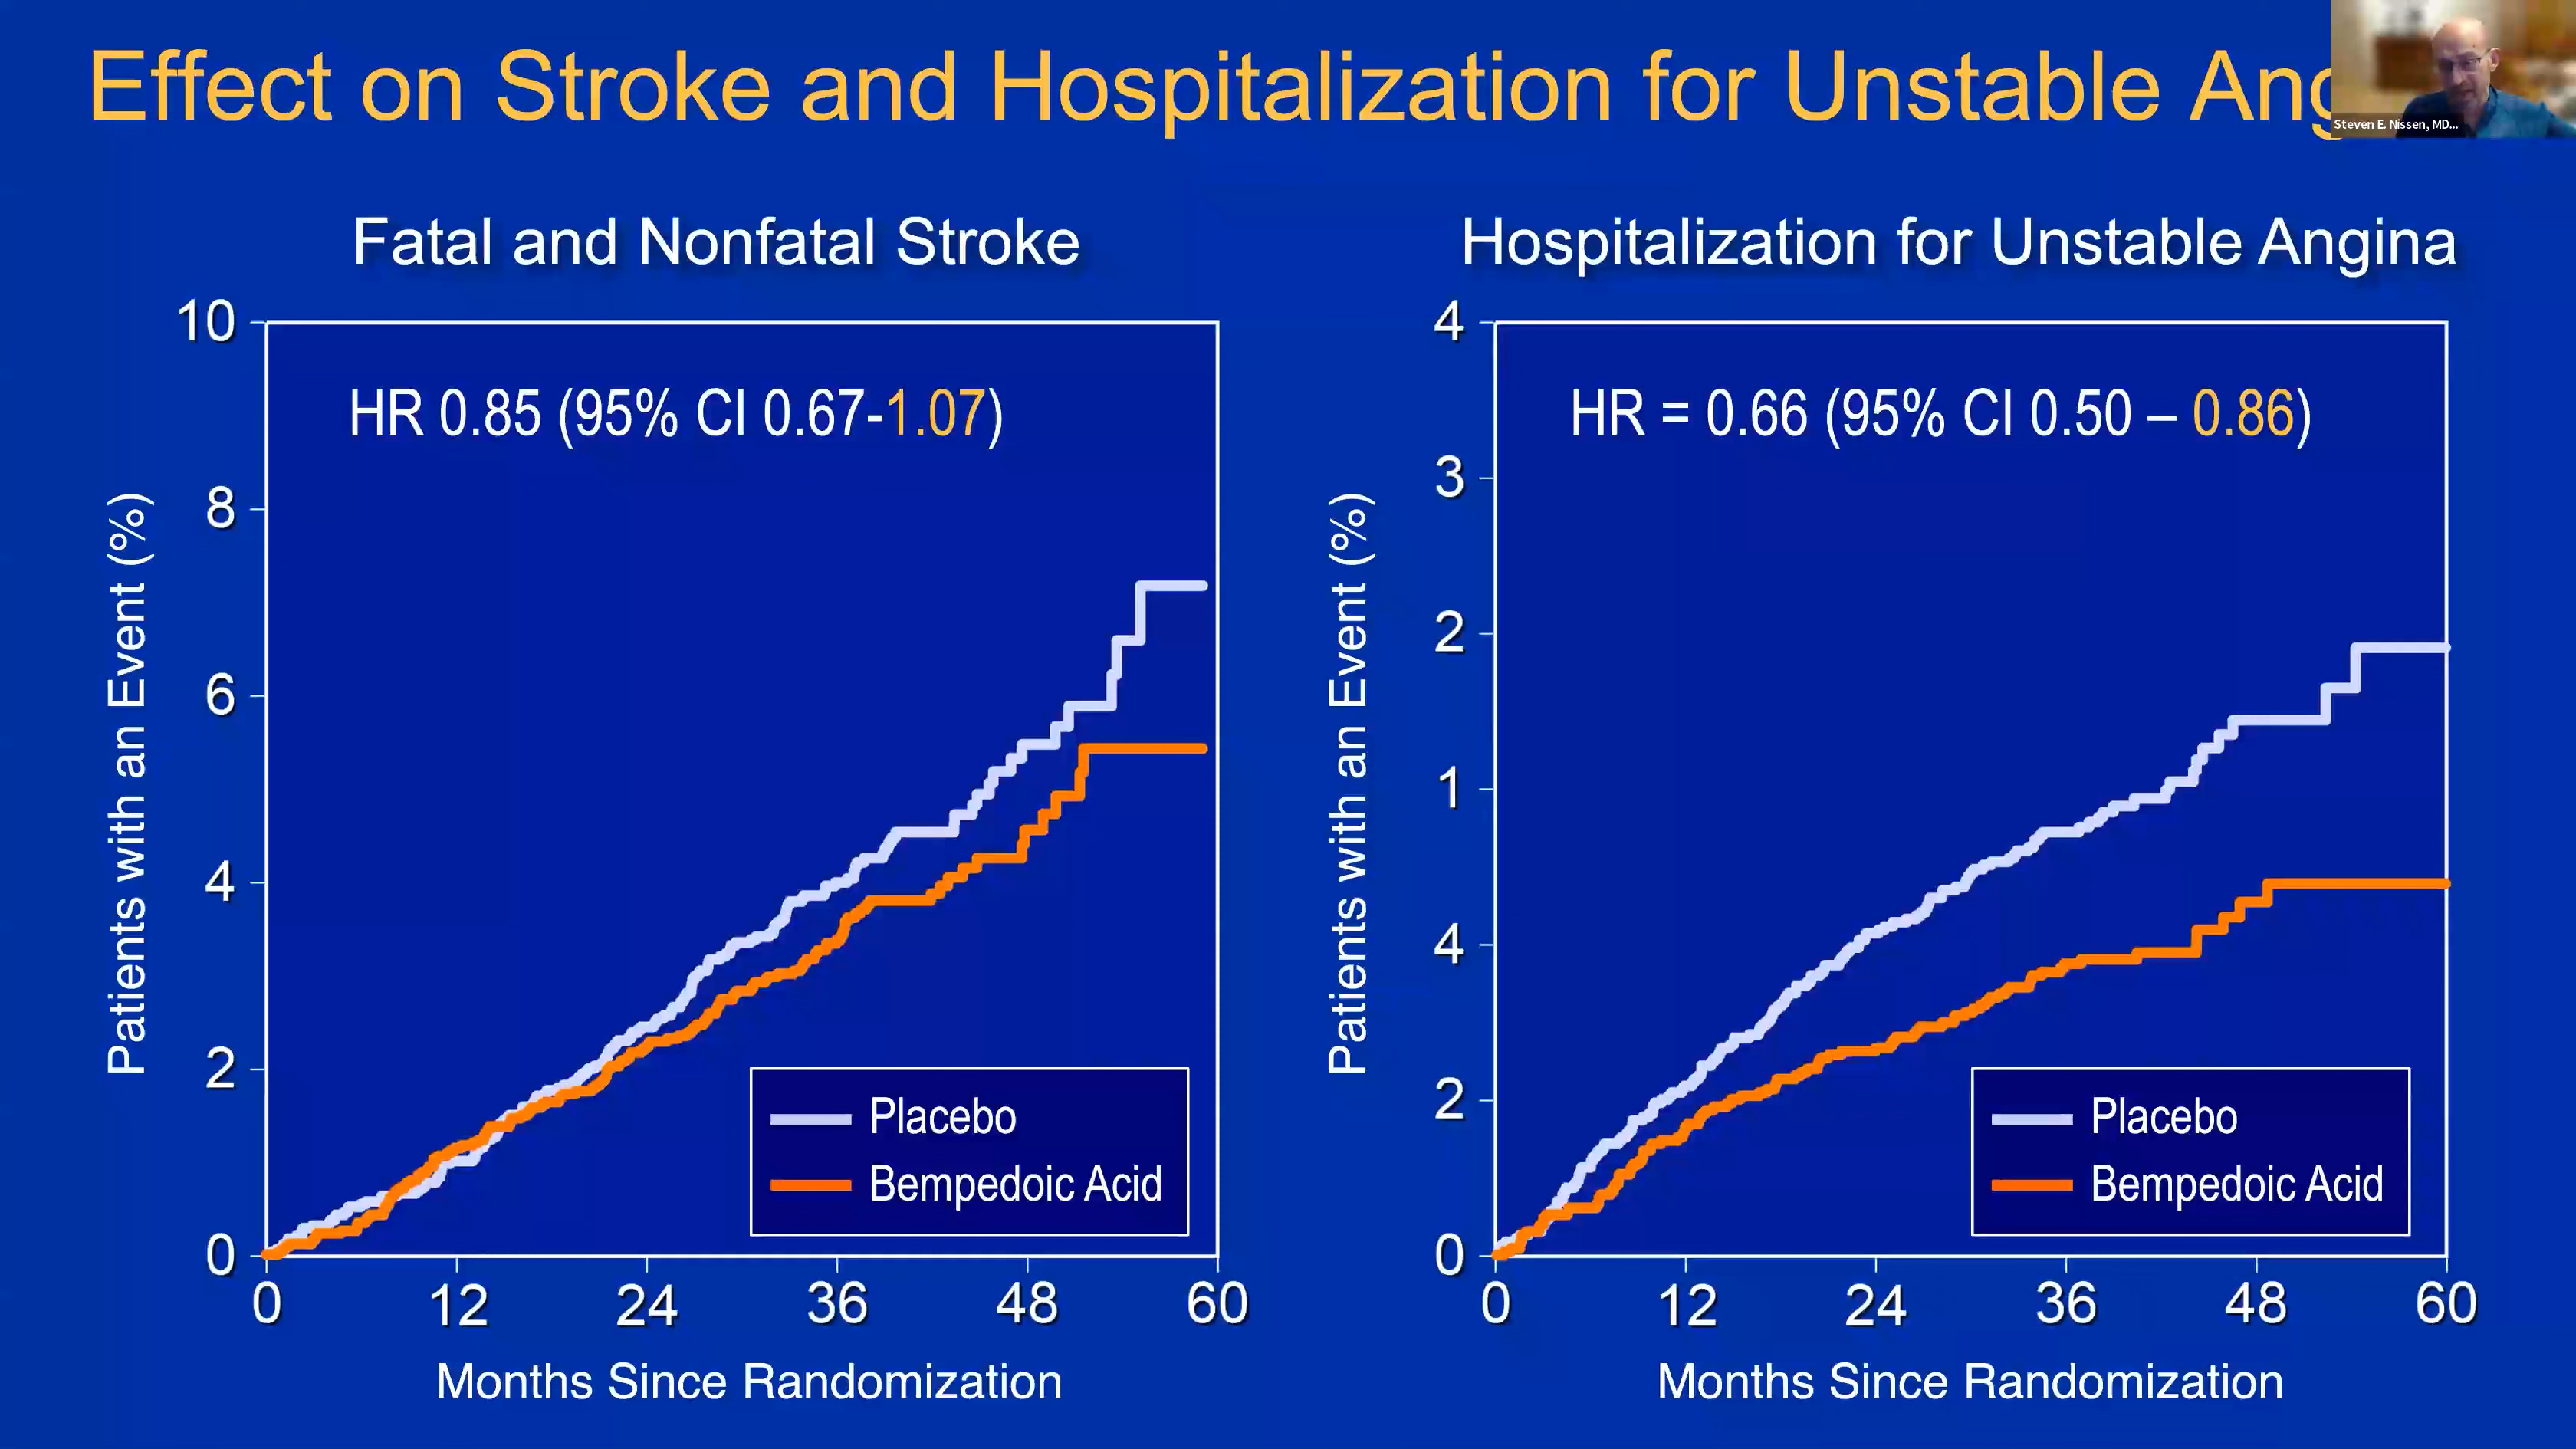 Effect on Stroke and Hospitalization for Unstable
Steven E. Nissen, MD...
Fatal and Nonfatal Stroke
10
8
6
4
2
0
HR 0.85 (95% CI 0.67-1.07)
Patients with an Event (%)
Placebo
Bempedoic Acid
0 12 24 36 48 60
Months Since Randomization
Hospitalization for Unstable Angina
4
3
2
1
4
2
0
HR = 0.66 (95% CI 0.50 – 0.86)
Patients with an Event (%)
Placebo
Bempedoic Acid
0 12 24 36 48 60
Months Since Randomization